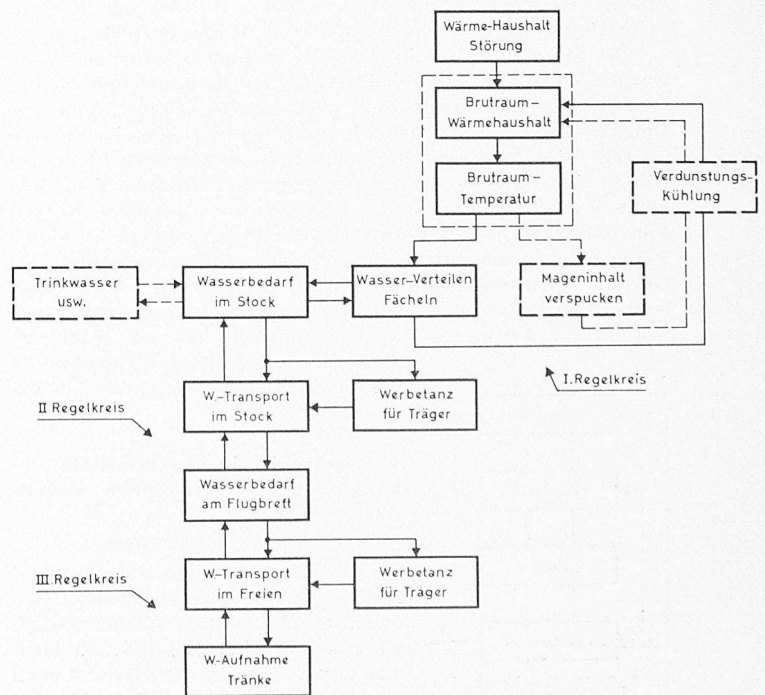 Wärme-Haushalt
Störung
Brutraum-
Wärmehaushalt
Brutraum-
Temperatur
Verdunstungs-
Kühlung
Trinkwasser
usw.
Wasserbedarf
im Stock
Wasser-Verteilen
Fächeln
Mageninhalt
verspucken
I.Regelkreis
II Regelkreis
W.-Transport
im Stock
Werbetanz
für Träger
Wasserbedarf
am Flugbrett
III.Regelkreis
W.-Transport
im Freien
Werbetanz
für Träger
W-Aufnahme
Tränke